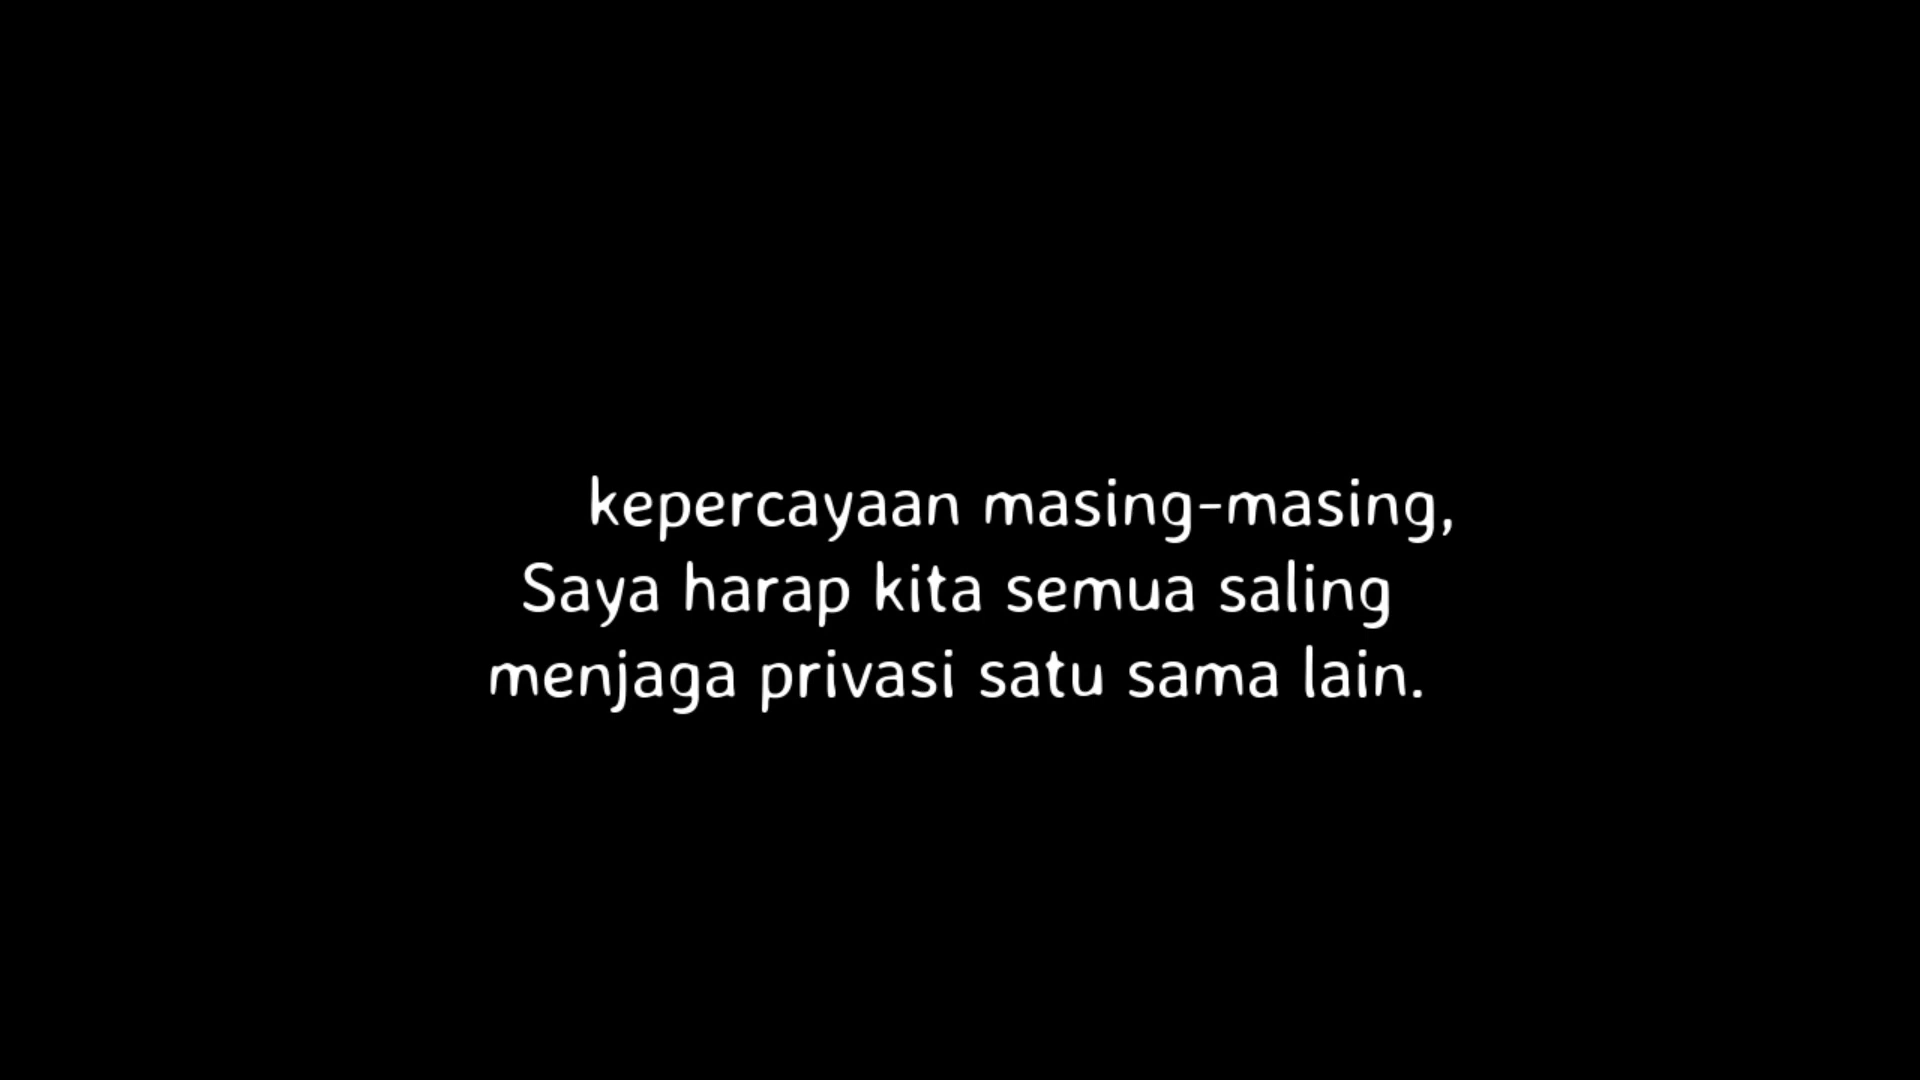 kepercayaan masing-masing,
Saya harap kita semua saling
menjaga privasi satu sama lain.